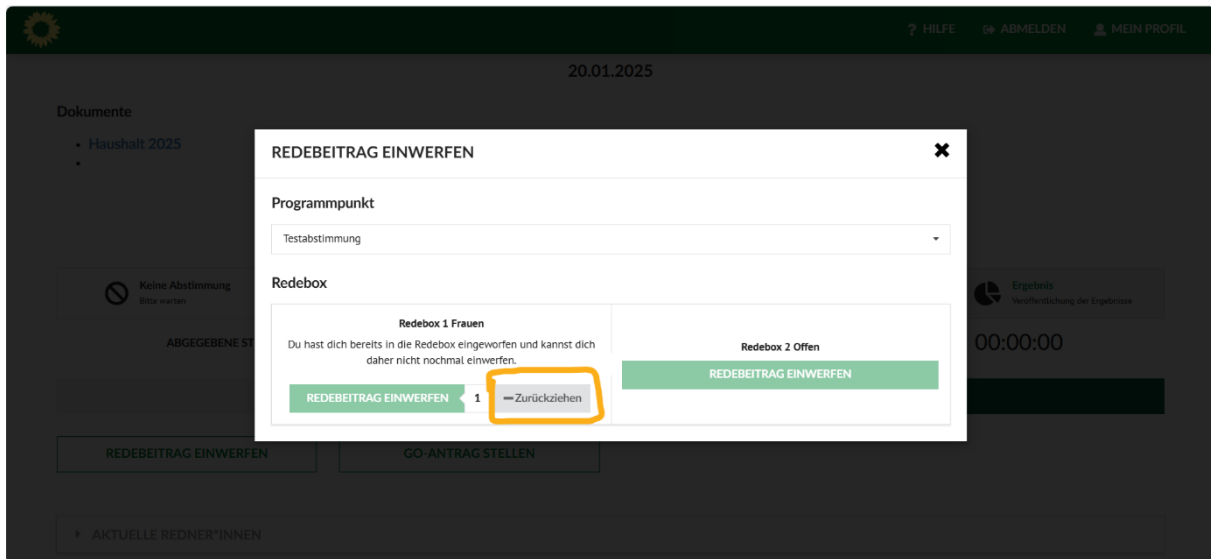 ? HILFE
ABMELDEN
MEIN PROFIL
20.01.2025
Dokumente
Haushalt 2025
REDEBEITRAG EINWERFEN
Programmpunkt
Testabstimmung
Redebox
Keine Abstimmung
Bitte warten
Redebox 1 Frauen
Du hast dich bereits in die Redebox eingeworfen und kannst dich
daher nicht nochmal einwerfen.
REDEBEITRAG EINWERFEN
1
Zurückziehen
Redebox 2 Offen
REDEBEITRAG EINWERFEN
Ergebnis
Veröffentlichung der Ergebnisse
ABGEGEBENE ST
00:00:00
REDEBEITRAG EINWERFEN
GO-ANTRAG STELLEN
AKTUELLE REDNER*INNEN